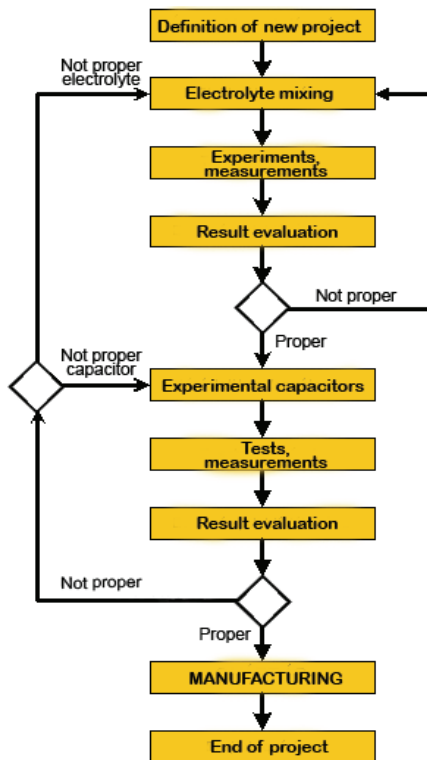 Definition of new project
Not proper
electrolyte
Electrolyte mixing
Experiments,
measurements
Result evaluation
Not proper
Proper
Not proper
capacitor
Experimental capacitors
Tests,
measurements
Result evaluation
Not proper
Proper
MANUFACTURING
End of project